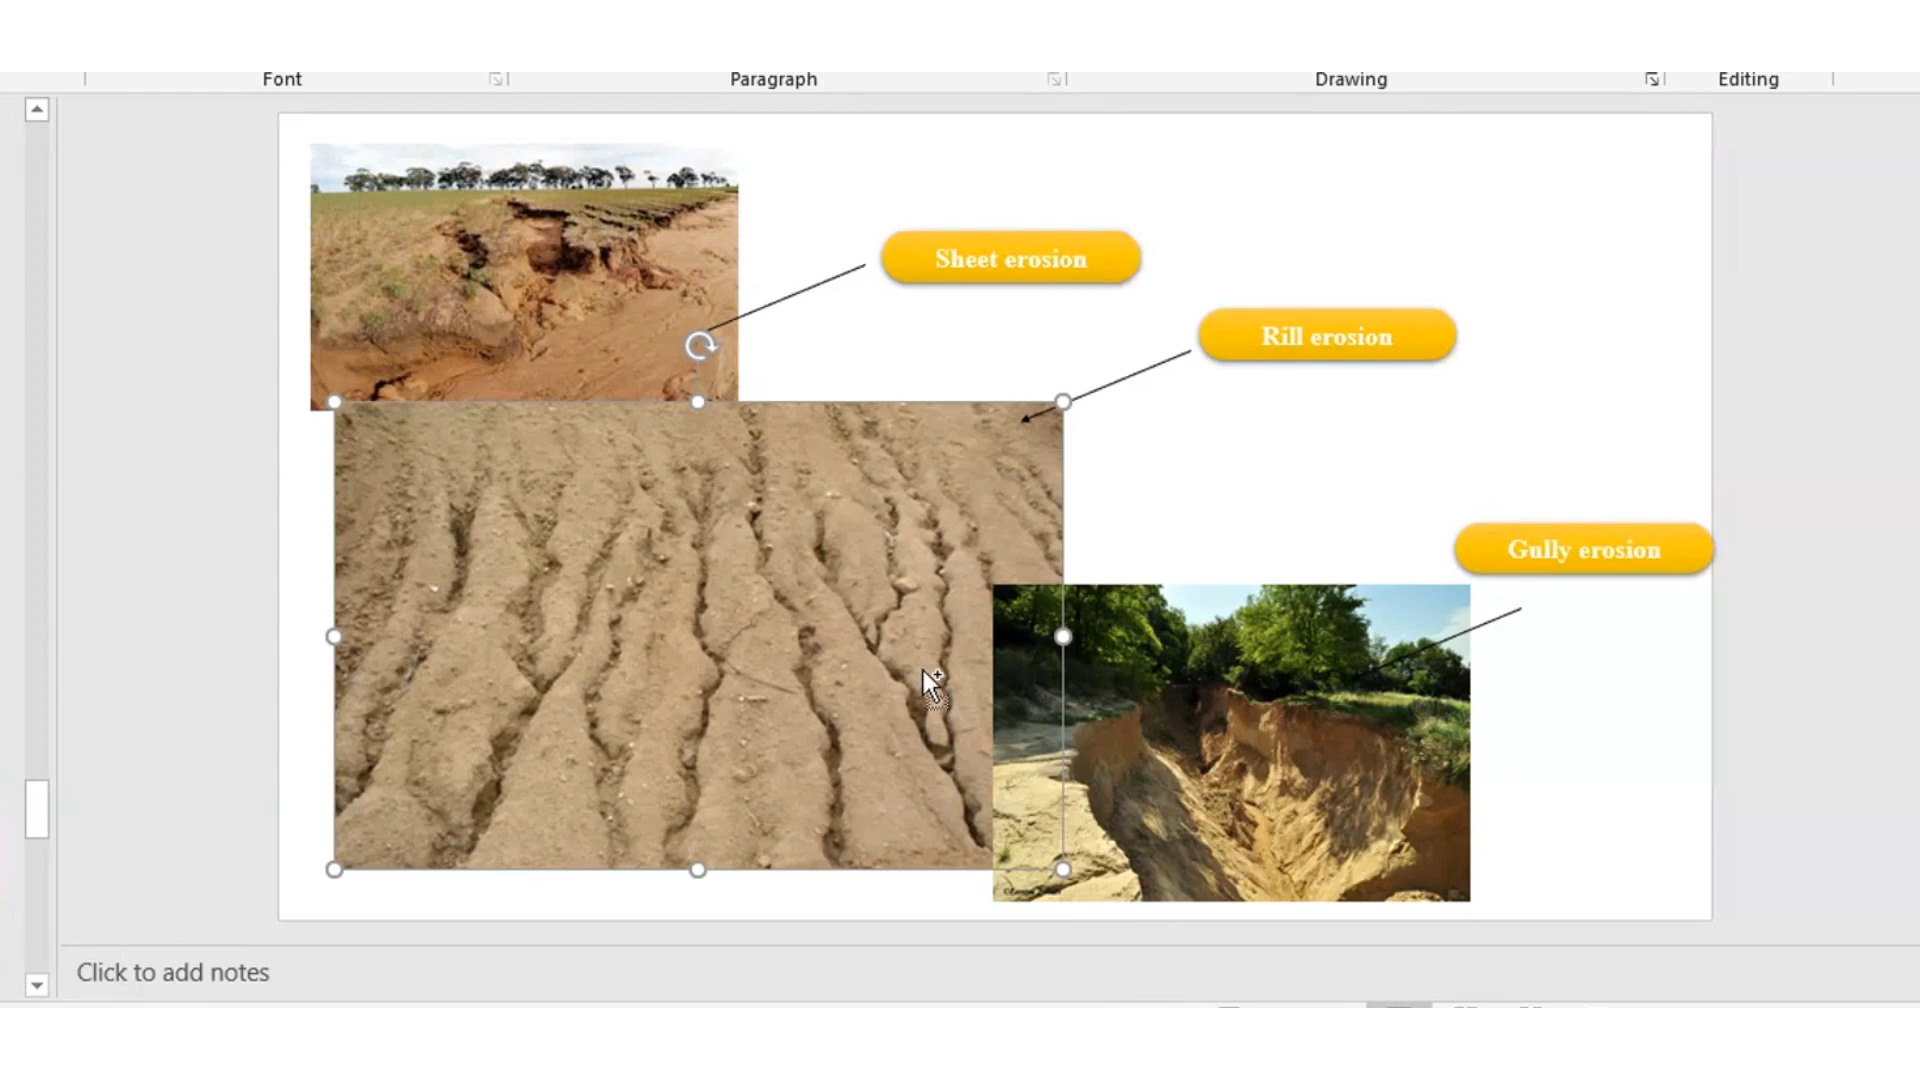 Font
Paragraph
Drawing
Editing
Sheet erosion
Rill erosion
Gully erosion
Click to add notes